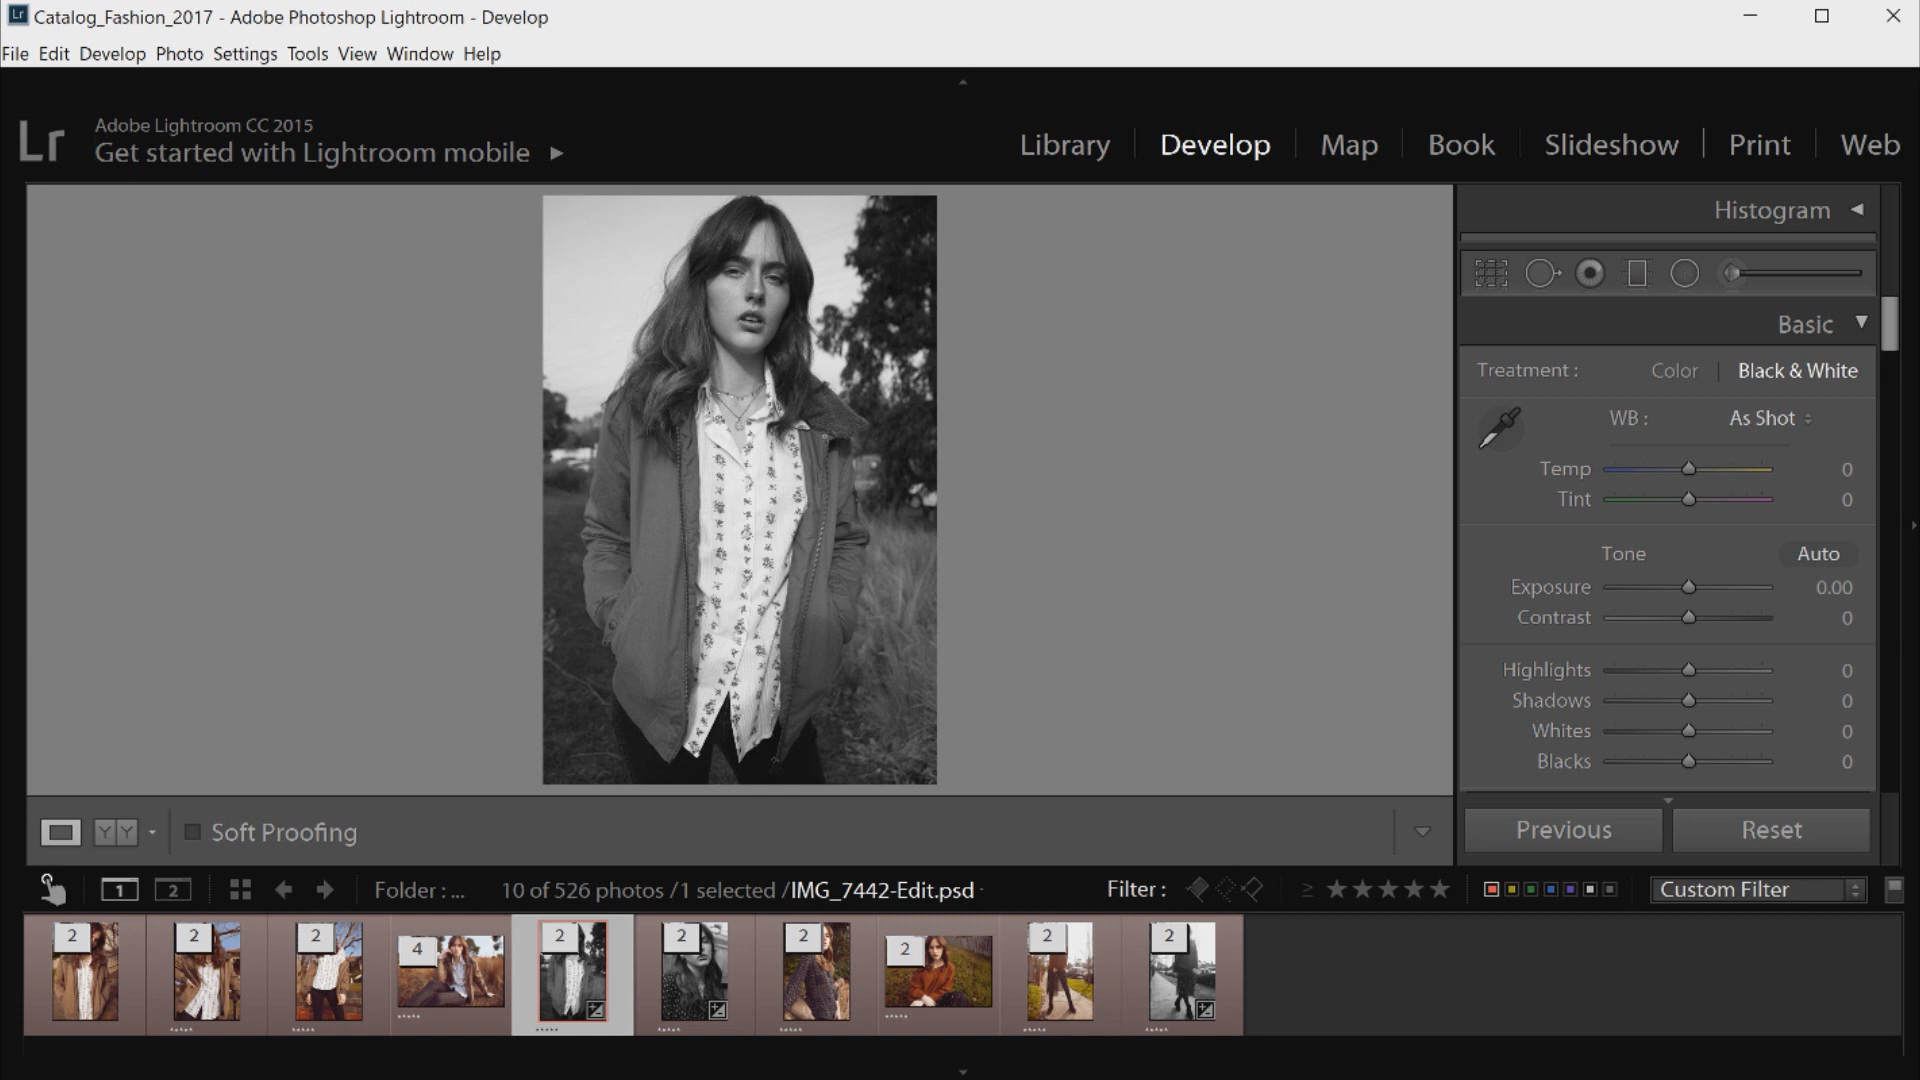 Lr Catalog_Fashion_2017 - Adobe Photoshop Lightroom - Develop
File Edit Develop Photo Settings Tools View Window Help
Lr
Adobe Lightroom CC 2015
Get started with Lightroom mobile
Library Develop Map Book Slideshow Print Web
Histogram
Basic
Treatment : Color Black & White
WB : As Shot
Temp 0
Tint 0
Tone Auto
Exposure 0.00
Contrast 0
Highlights 0
Shadows 0
Whites 0
Blacks 0
Previous Reset
YY Soft Proofing
1 2 Folder : ... 10 of 526 photos /1 selected /IMG_7442-Edit.psd Filter : ≥ ★★★★★ Custom Filter
2 2 2 4 2 2 2 2 2 2